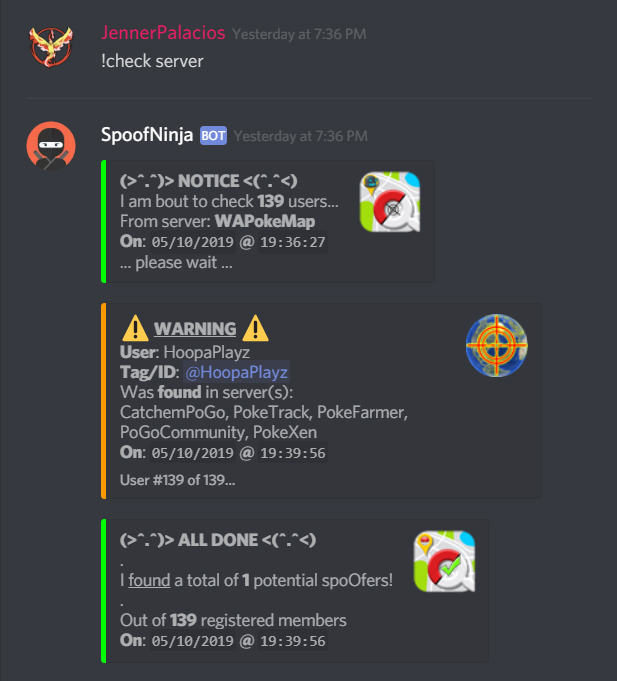 JennerPalacios Yesterday at 7:36 PM
!check server
SpoofNinja BOT Yesterday at 7:36 PM
(>^.^)> NOTICE <(^.^<)
I am bout to check 139 users...
From server: WAPokeMap
On: 05/10/2019 @ 19:36:27
... please wait ...
⚠ WARNING ⚠
User: HoopaPlayz
Tag/ID: @HoopaPlayz
Was found in server(s):
CatchemPoGo, PokeTrack, PokeFarmer,
PoGoCommunity, PokeXen
On: 05/10/2019 @ 19:39:56
User #139 of 139...
(>^.^)> ALL DONE <(^.^<)
.
I found a total of 1 potential spoOfers!
.
Out of 139 registered members
On: 05/10/2019 @ 19:39:56